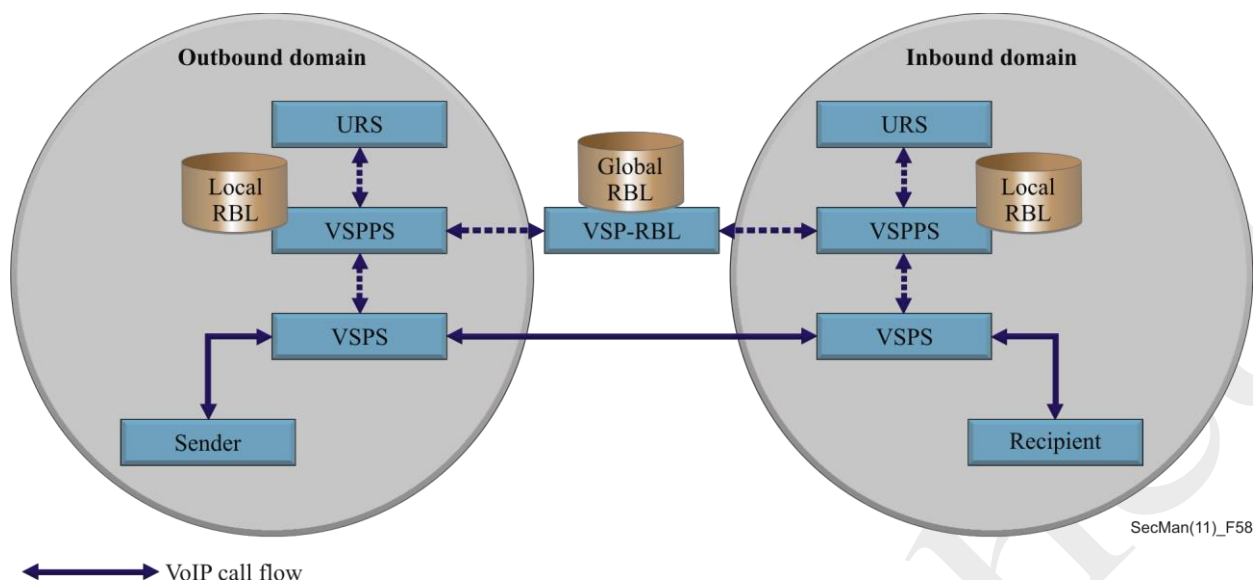 Outbound domain
Inbound domain
URS
URS
Local
RBL
Global
RBL
Local
RBL
VSPPS
VSP-RBL
VSPPS
VSPS
VSPS
Sender
Recipient
SecMan(11)_F58
VoIP call flow